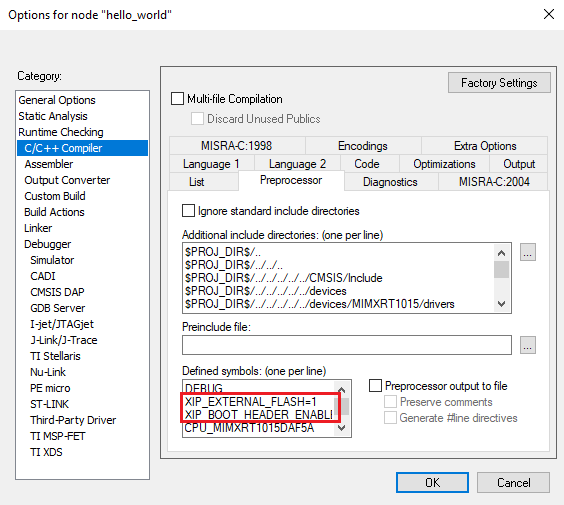 Options for node "hello_world"
Category:
General Options
Static Analysis
Runtime Checking
C/C++ Compiler
Assembler
Output Converter
Custom Build
Build Actions
Linker
Debugger
Simulator
CADI
CMSIS DAP
GDB Server
I-jet/JTAGjet
J-Link/J-Trace
TI Stellaris
Nu-Link
PE micro
ST-LINK
Third-Party Driver
TI MSP-FET
TI XDS
Factory Settings
Multi-file Compilation
Discard Unused Publics
MISRA-C:1998 Encodings Extra Options
Language 1 Language 2 Code Optimizations Output
List Preprocessor Diagnostics MISRA-C:2004
Ignore standard include directories
Additional include directories: (one per line)
$PROJ_DIR$/..
$PROJ_DIR$/../../..
$PROJ_DIR$/../../../../../CMSIS/Include
$PROJ_DIR$/../../../../../devices
$PROJ_DIR$/../../../../../devices/MIMXRT1015/drivers
...
Preinclude file:
...
Defined symbols: (one per line)
DEBUG
XIP_EXTERNAL_FLASH=1
XIP_BOOT_HEADER_ENABL
CPU_MIMXRT1015DAF5A
Preprocessor output to file
Preserve comments
Generate #line directives
OK Cancel